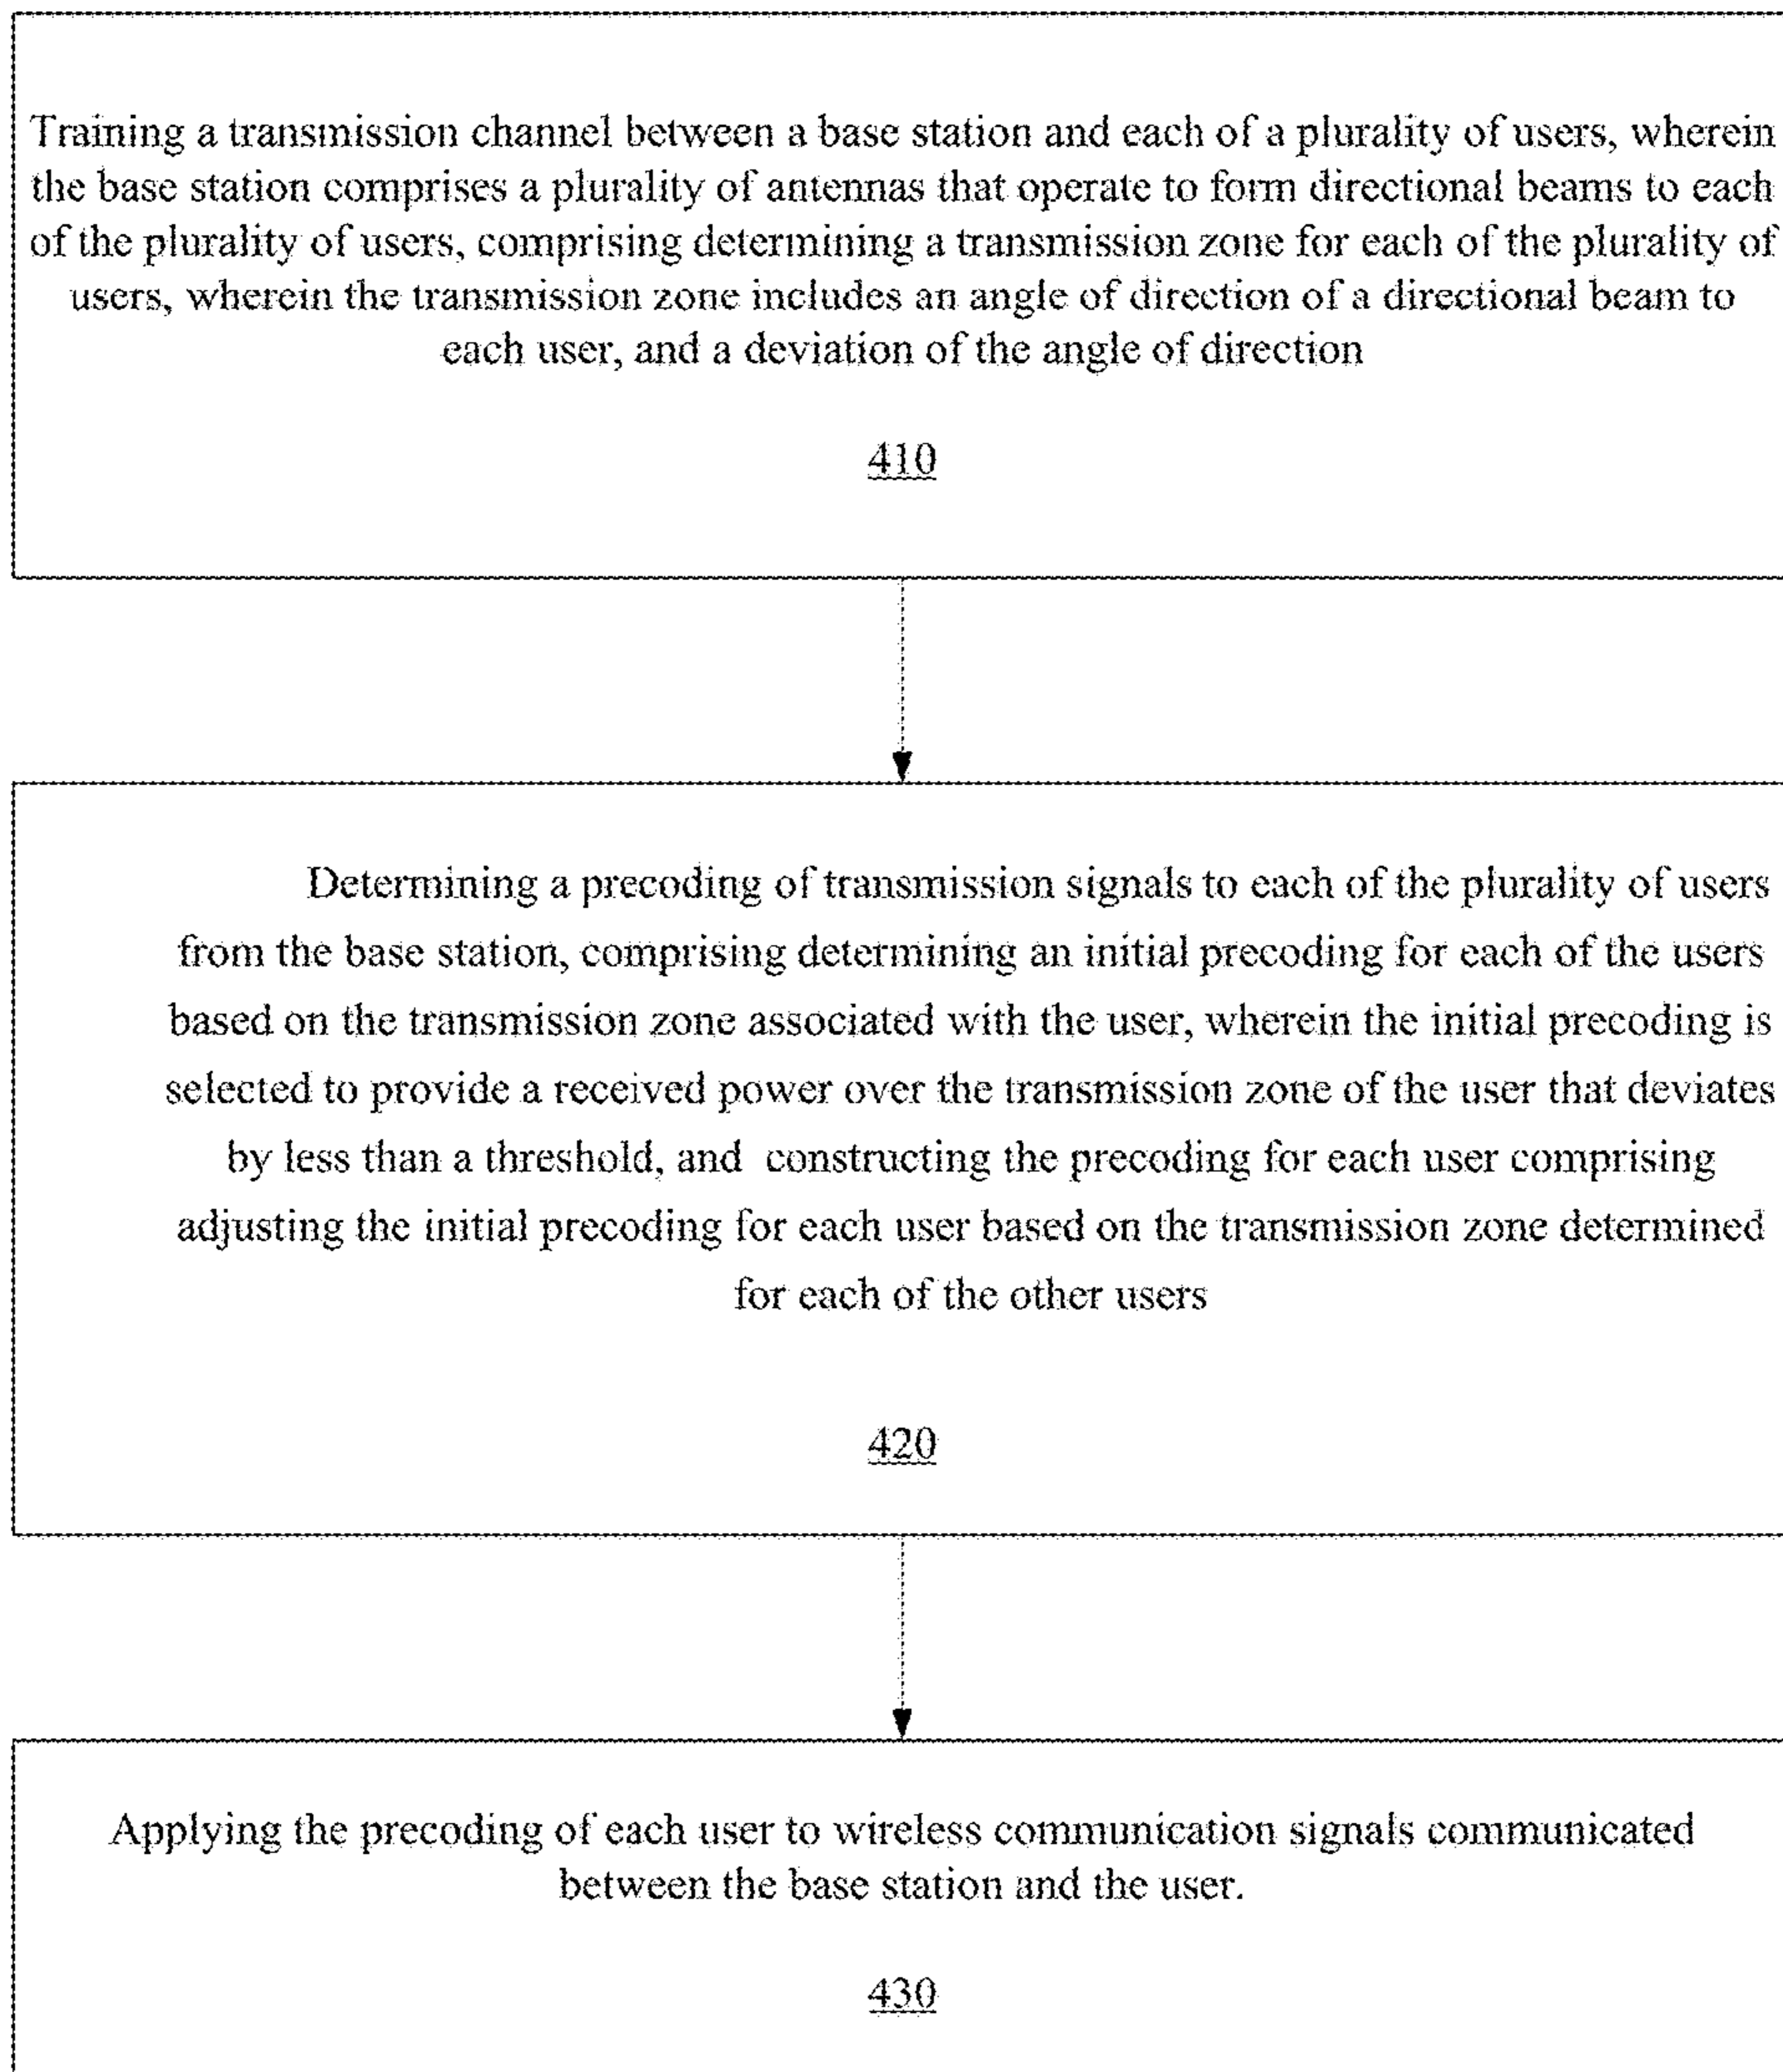 Training a transmission channel between a base station and each of a plurality of users, wherein
the base station comprises a plurality of antennas that operate to form directional beams to each
of the plurality of users, comprising determining a transmission zone for each of the plurality of
users, wherein the transmission zone includes an angle of direction of a directional beam to
each user, and a deviation of the angle of direction
410
Determining a precoding of transmission signals to each of the plurality of users
from the base station, comprising determining an initial precoding for each of the users
based on the transmission zone associated with the user, wherein the initial precoding is
selected to provide a received power over the transmission zone of the user that deviates
by less than a threshold, and constructing the precoding for each user comprising
adjusting the initial precoding for each user based on the transmission zone determined
for each of the other users
420
Applying the precoding of each user to wireless communication signals communicated
between the base station and the user.
430